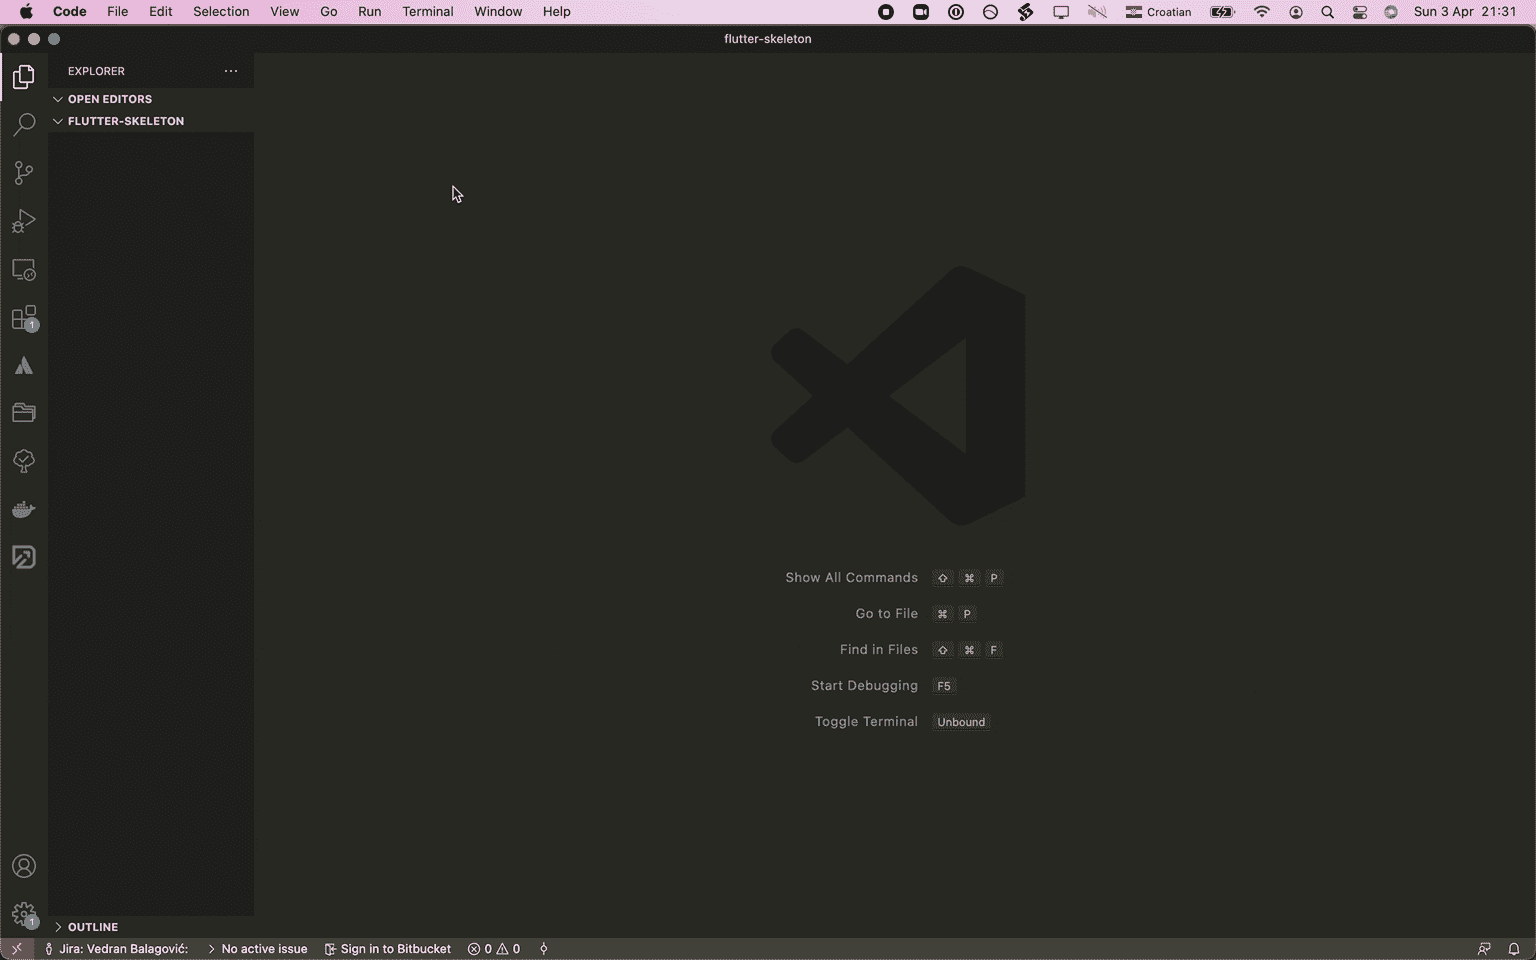 Code File Edit Selection View Go Run Terminal Window Help Croatian Sun 3 Apr 21:31
flutter-skeleton
EXPLORER
OPEN EDITORS
FLUTTER-SKELETON
1
Show All Commands ⇧ ⌘ P
Go to File ⌘ P
Find in Files ⇧ ⌘ F
Start Debugging F5
Toggle Terminal Unbound
1
OUTLINE
Jira: Vedran Balagović: No active issue Sign in to Bitbucket 0 0